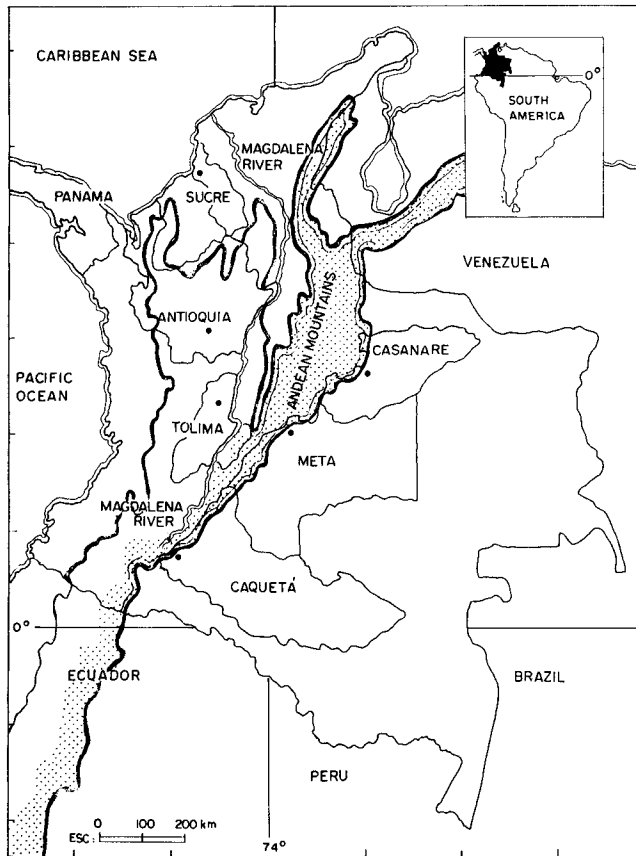 CARIBBEAN SEA
0°
SOUTH
AMERICA
MAGDALENA
RIVER
PANAMA
SUCRE
VENEZUELA
ANTIOQUIA
ANDEAN MOUNTAINS
CASANARE
PACIFIC
OCEAN
TOLIMA
META
MAGDALENA
RIVER
CAQUETÁ
0°
ECUADOR
BRAZIL
PERU
0 100 200 km
ESC:
74°